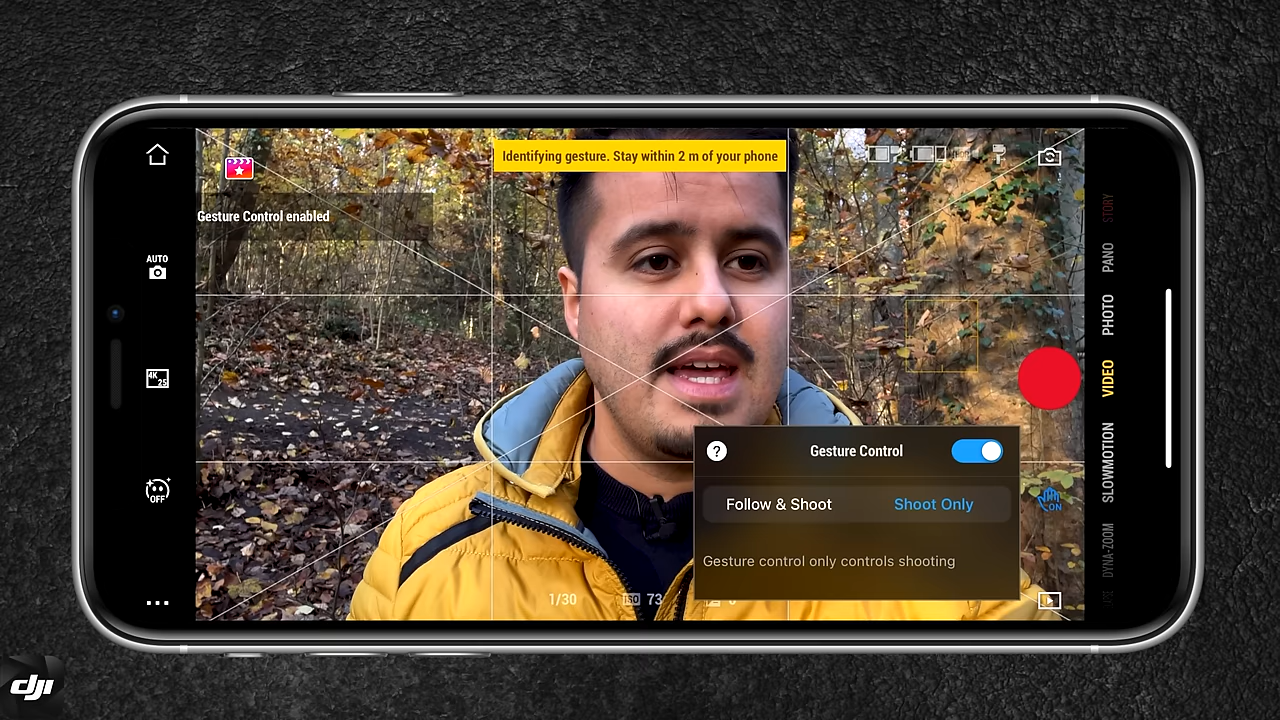 Identifying gesture. Stay within 2 m of your phone
Gesture Control enabled
AUTO
4K
25
OFF
STORY
PANO
PHOTO
VIDEO
SLOWMOTION
DYNA-ZOOM
? Gesture Control
Follow & Shoot Shoot Only
Gesture control only controls shooting
ON
1/30 ISO 73
dji